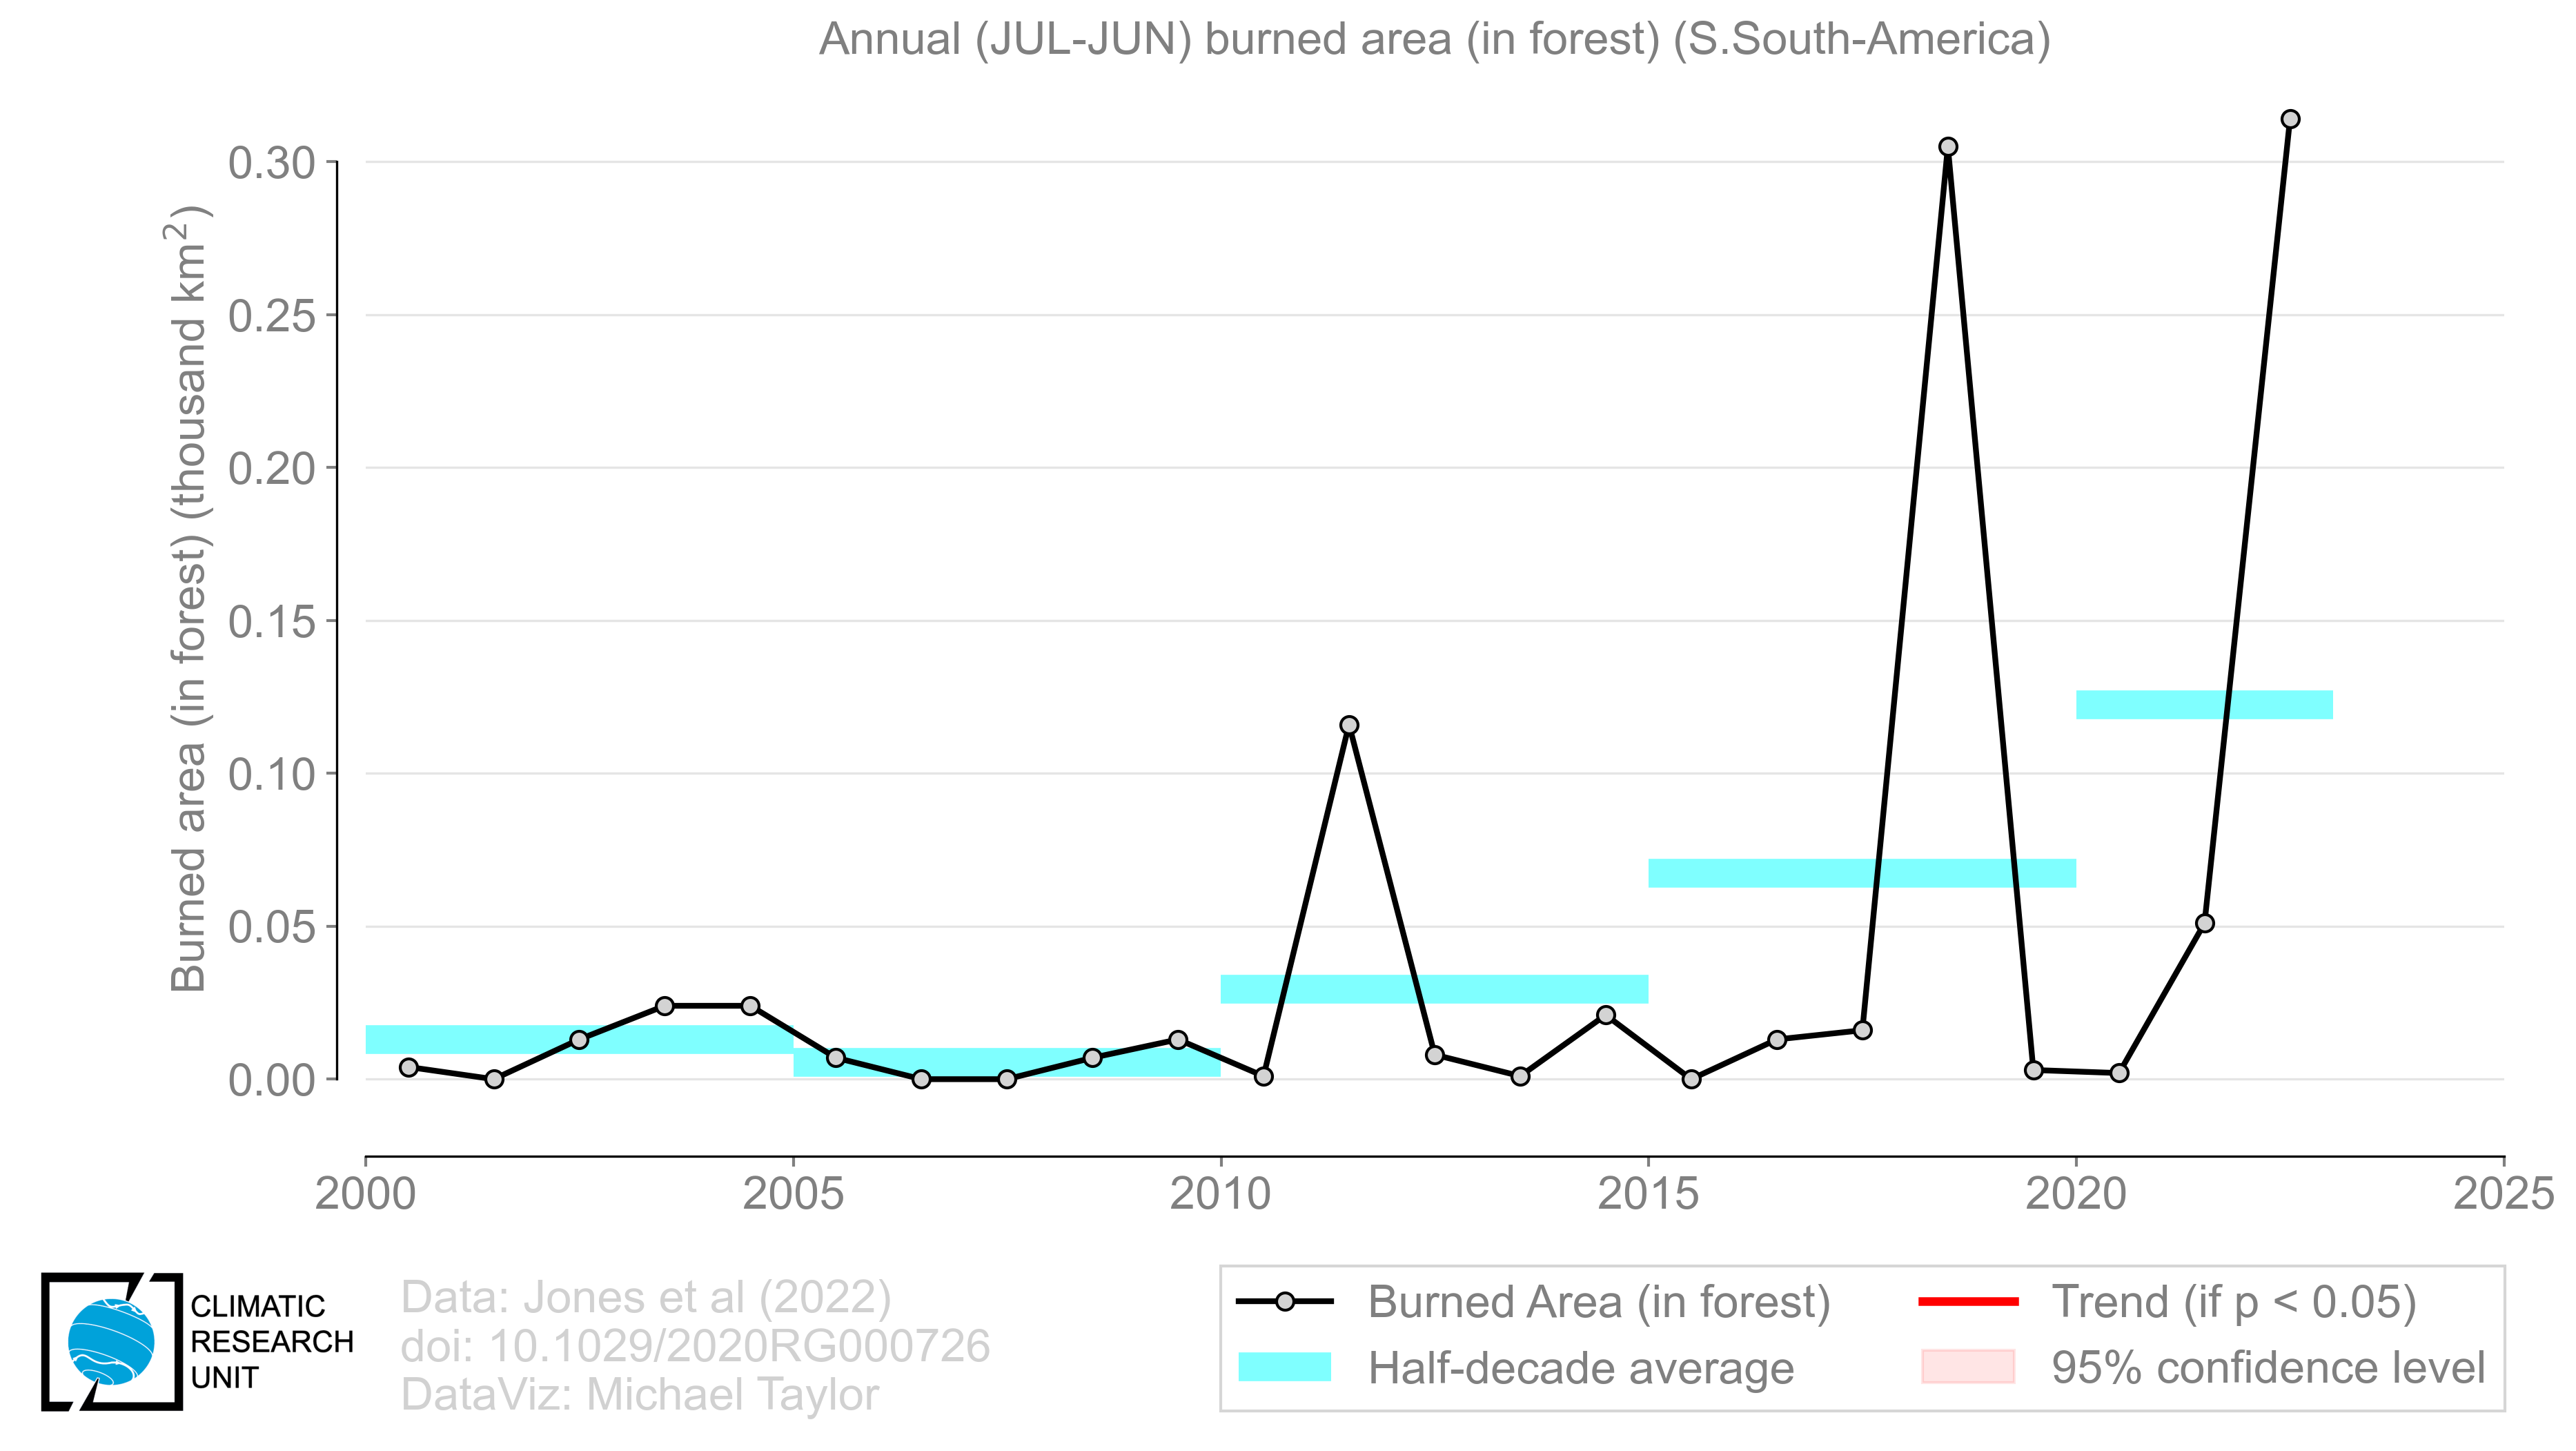 Annual (JUL-JUN) burned area (in forest) (S.South-America)
Burned area (in forest) (thousand km²)
0.30
0.25
0.20
0.15
0.10
0.05
0.00
2000 2005 2010 2015 2020 2025
CLIMATIC
RESEARCH
UNIT
Data: Jones et al (2022)
doi: 10.1029/2020RG000726
DataViz: Michael Taylor
Burned Area (in forest)
Half-decade average
Trend (if p < 0.05)
95% confidence level